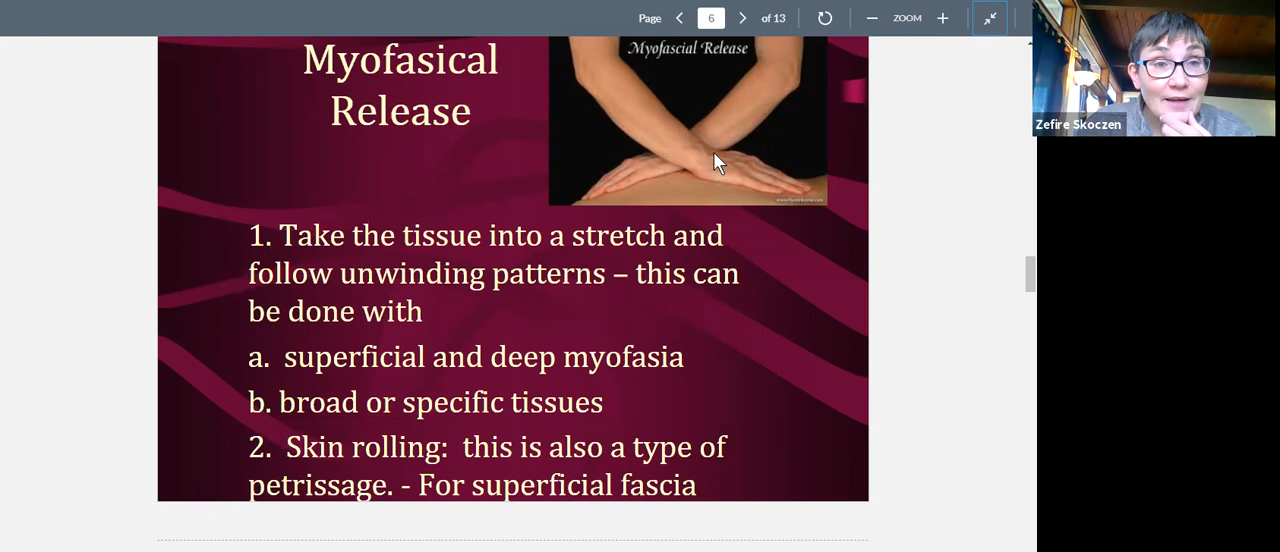 Page 6 of 13 ZOOM
Myofasical
Release
Myofascial Release
Zefire Skoczen
1. Take the tissue into a stretch and
follow unwinding patterns – this can
be done with
a. superficial and deep myofasia
b. broad or specific tissues
2. Skin rolling: this is also a type of
petrissage. - For superficial fascia